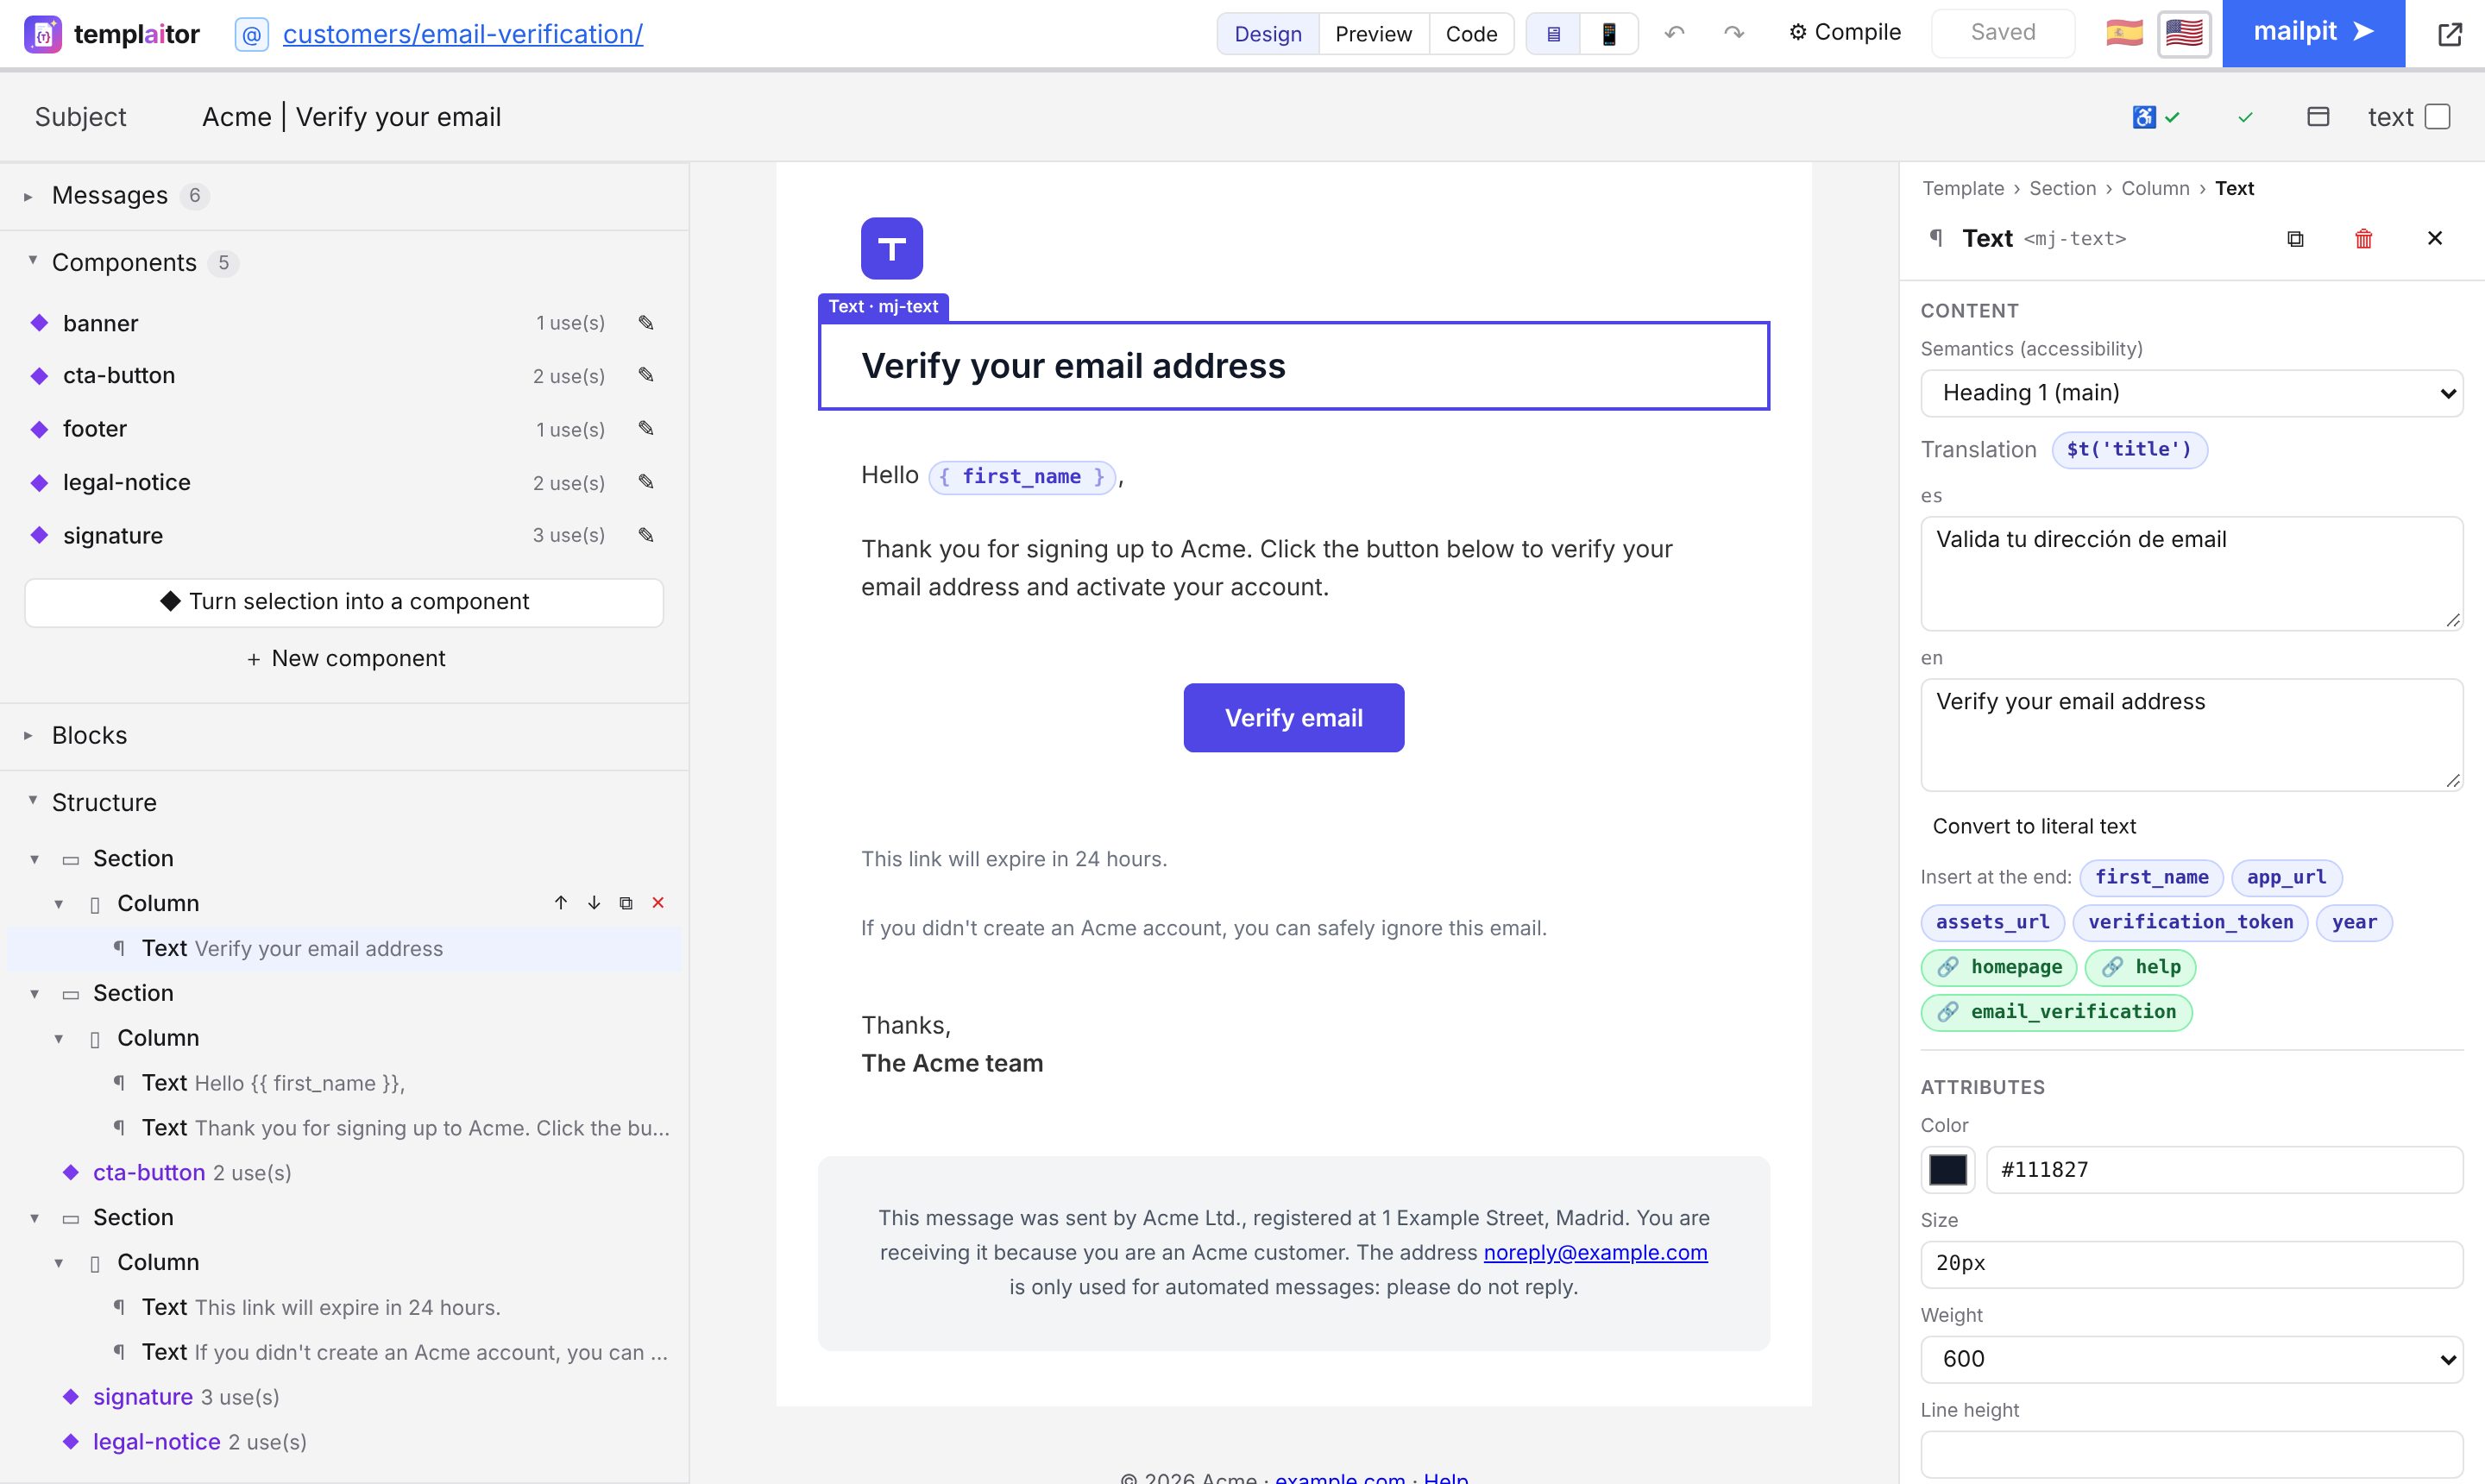 templaitor
@ customers/email-verification/
Design Preview Code
Compile
Saved
mailpit
Subject
Acme | Verify your email
text
Messages 6
Components 5
banner 1 use(s)
cta-button 2 use(s)
footer 1 use(s)
legal-notice 2 use(s)
signature 3 use(s)
Turn selection into a component
+ New component
Blocks
Structure
Section
Column
Text Verify your email address
Section
Column
Text Hello {{ first_name }},
Text Thank you for signing up to Acme. Click the bu...
cta-button 2 use(s)
Section
Column
Text This link will expire in 24 hours.
Text If you didn't create an Acme account, you can ...
signature 3 use(s)
legal-notice 2 use(s)
T
Text · mj-text
Verify your email address
Hello { first_name },
Thank you for signing up to Acme. Click the button below to verify your
email address and activate your account.
Verify email
This link will expire in 24 hours.
If you didn't create an Acme account, you can safely ignore this email.
Thanks,
The Acme team
This message was sent by Acme Ltd., registered at 1 Example Street, Madrid. You are
receiving it because you are an Acme customer. The address noreply@example.com
is only used for automated messages: please do not reply.
© 2026 Acme · example.com · Help
Template › Section › Column › Text
¶ Text <mj-text>
CONTENT
Semantics (accessibility)
Heading 1 (main)
Translation $t('title')
es
Valida tu dirección de email
en
Verify your email address
Convert to literal text
Insert at the end: first_name app_url
assets_url verification_token year
homepage help
email_verification
ATTRIBUTES
Color
#111827
Size
20px
Weight
600
Line height